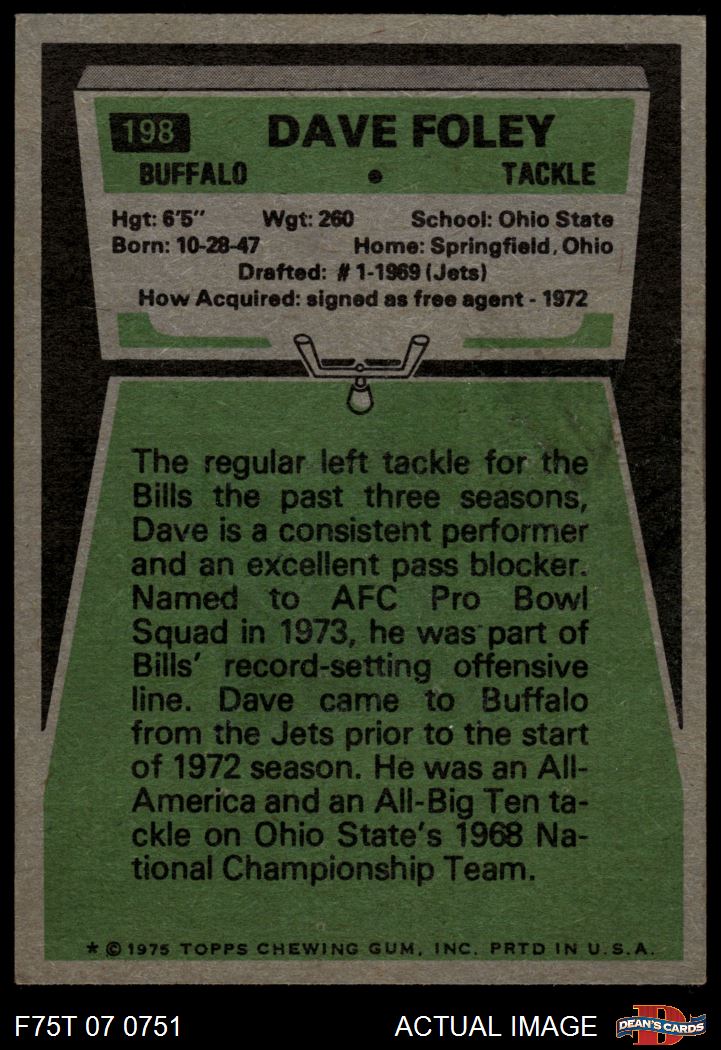 198 DAVE FOLEY
BUFFALO • TACKLE
Hgt: 6'5" Wgt: 260 School: Ohio State
Born: 10-28-47 Home: Springfield, Ohio
Drafted: #1-1969 (Jets)
How Acquired: signed as free agent - 1972
The regular left tackle for the
Bills the past three seasons,
Dave is a consistent performer
and an excellent pass blocker.
Named to AFC Pro Bowl
Squad in 1973, he was part of
Bills' record-setting offensive
line. Dave came to Buffalo
from the Jets prior to the start
of 1972 season. He was an All-
America and an All-Big Ten ta-
ckle on Ohio State's 1968 Na-
tional Championship Team.
* © 1975 TOPPS CHEWING GUM, INC. PRTD IN U.S.A.
F75T 07 0751 ACTUAL IMAGE D DEAN'S CARDS